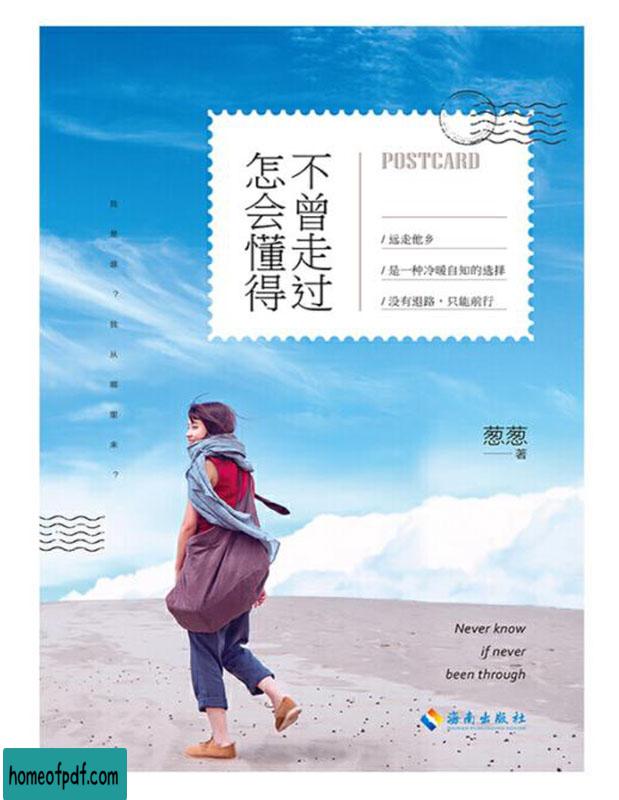 不曾走过
怎会懂得
POSTCARD
/ 远走他乡
/ 是一种冷暖自知的选择
/ 没有退路，只能前行
我是谁？我从哪里来？
葱葱
著
Never know
if never
been through
海南出版社
homeofpdf.com